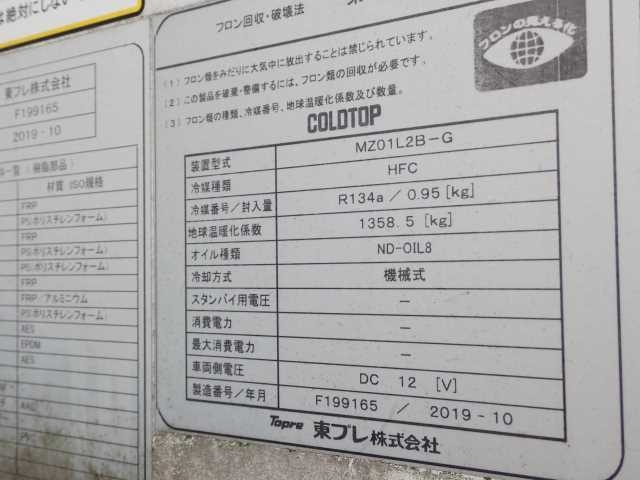 は絶対にしない
東プレ株式会社
F199165
2019-10
材質 ISO規格
FRP
PS(ポリスチレンフォーム)
FRP
PS(ポリスチレンフォーム)
PS(ポリスチレンフォーム)
FRP
FRP/アルミニウム
PS(ポリスチレンフォーム)
AES
EPDM
AES
フロン回収・破壊法
フロンの見える化
(1) フロン類をみだりに大気中に放出することは禁じられています。
(2) この製品を破棄・整備するには、フロン類の回収が必要です。
(3) フロン類の種類、冷媒番号、地球温暖化係数及び数量。
COLDTOP
装置型式 MZ01L2B-G
冷媒種類 HFC
冷媒番号/封入量 R134a / 0.95 [kg]
地球温暖化係数 1358.5 [kg]
オイル種類 ND-OIL8
冷却方式 機械式
スタンバイ用電圧 —
消費電力 —
最大消費電力 —
車両側電圧 DC 12 [V]
製造番号/年月 F199165 / 2019-10
Topre 東プレ株式会社